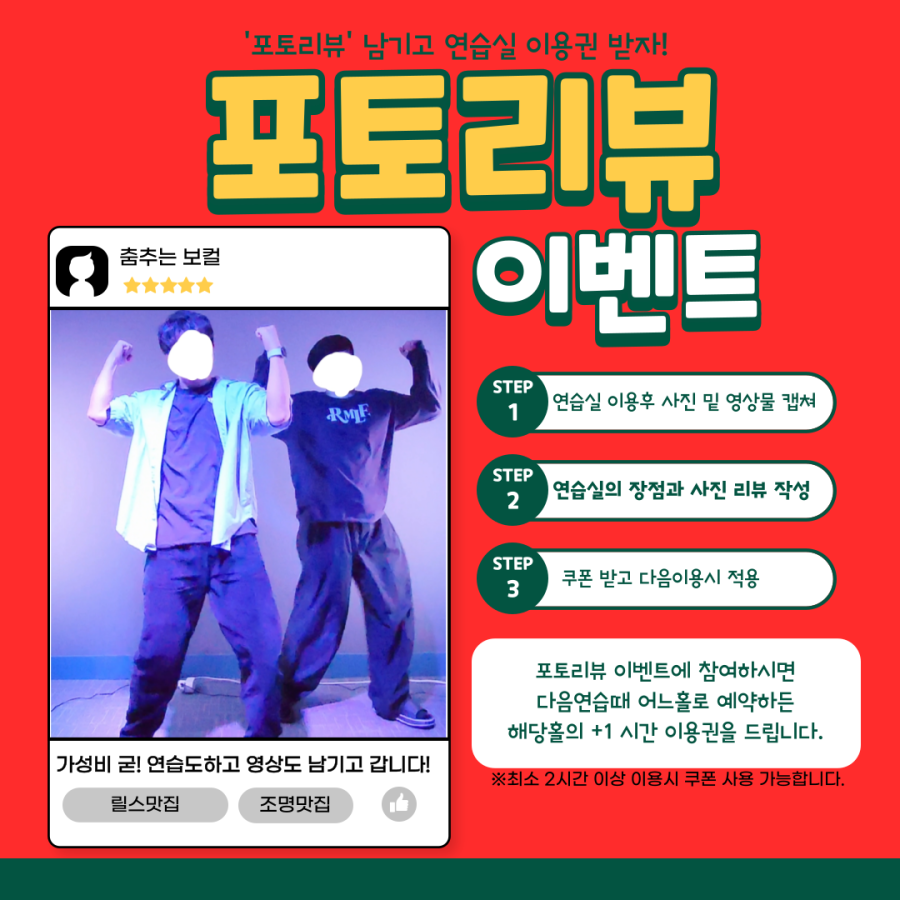 '포토리뷰' 남기고 연습실 이용권 받자!
포토리뷰
이벤트
춤추는 보컬
RMLF
가성비 굳! 연습도하고 영상도 남기고 갑니다!
릴스맛집
조명맛집
STEP
1
연습실 이용후 사진 및 영상물 캡쳐
STEP
2
연습실의 장점과 사진 리뷰 작성
STEP
3
쿠폰 받고 다음이용시 적용
포토리뷰 이벤트에 참여하시면
다음연습때 어느홀로 예약하든
해당홀의 +1 시간 이용권을 드립니다.
※최소 2시간 이상 이용시 쿠폰 사용 가능합니다.